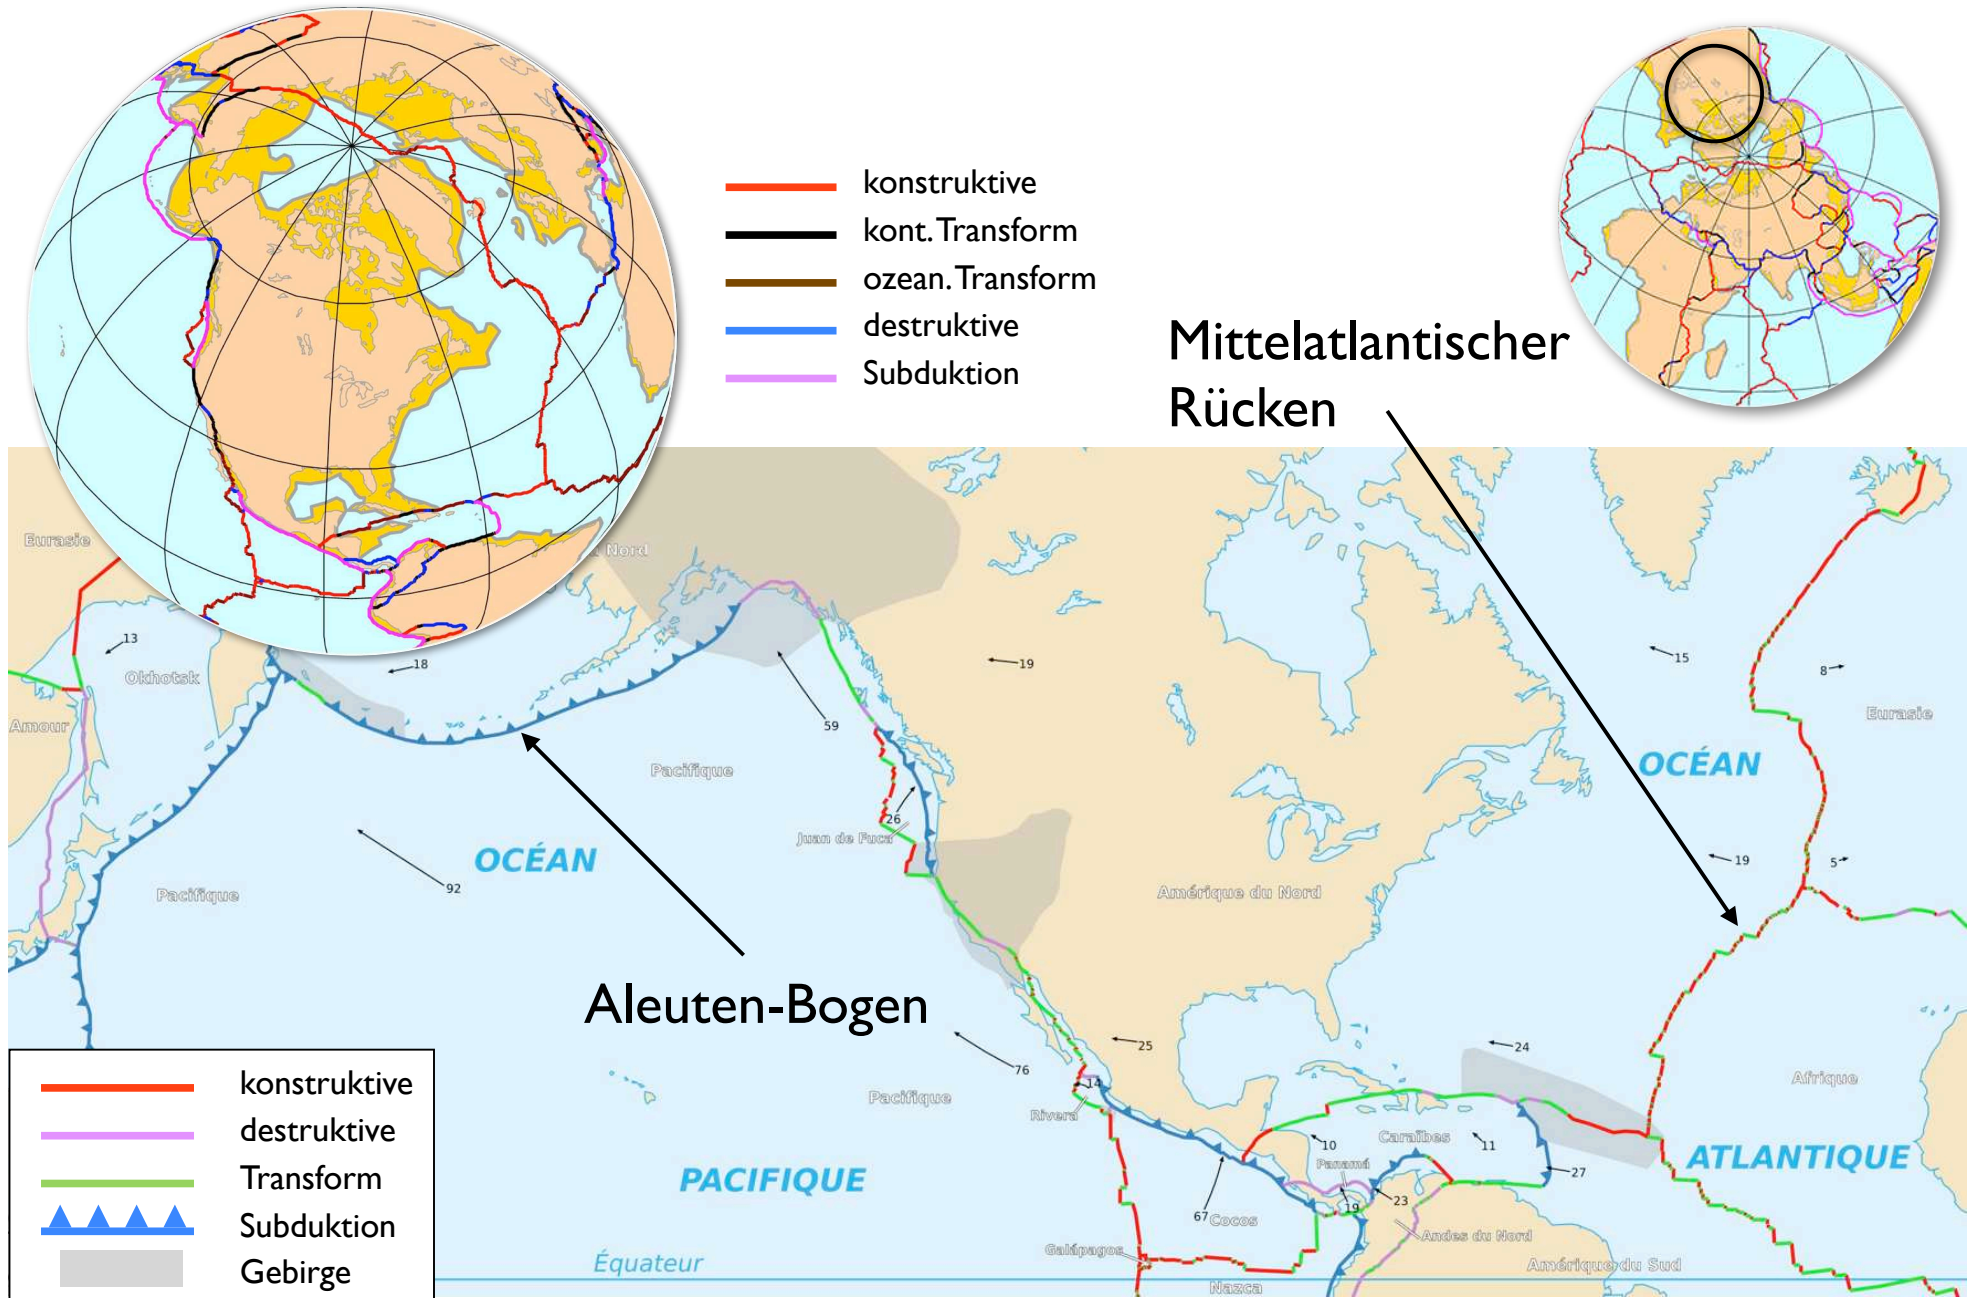 konstruktive
kont. Transform
ozean. Transform
destruktive
Subduktion
Mittelatlantischer
Rücken
Eurasie
Nord
13
Okhotsk
18
Amour
19
15
8
Eurasie
59
Pacifique
OCÉAN
26
Juan de Fuca
19
5
OCÉAN
92
Pacifique
Amérique du Nord
Aleuten-Bogen
25
24
76
14
Pacifique
Rivera
Afrique
10
Caraïbes
11
Panamá
27
ATLANTIQUE
PACIFIQUE
23
19
67
Cocos
Andes du Nord
Galápagos
Équateur
Amérique du Sud
Nazca
konstruktive
destruktive
Transform
Subduktion
Gebirge